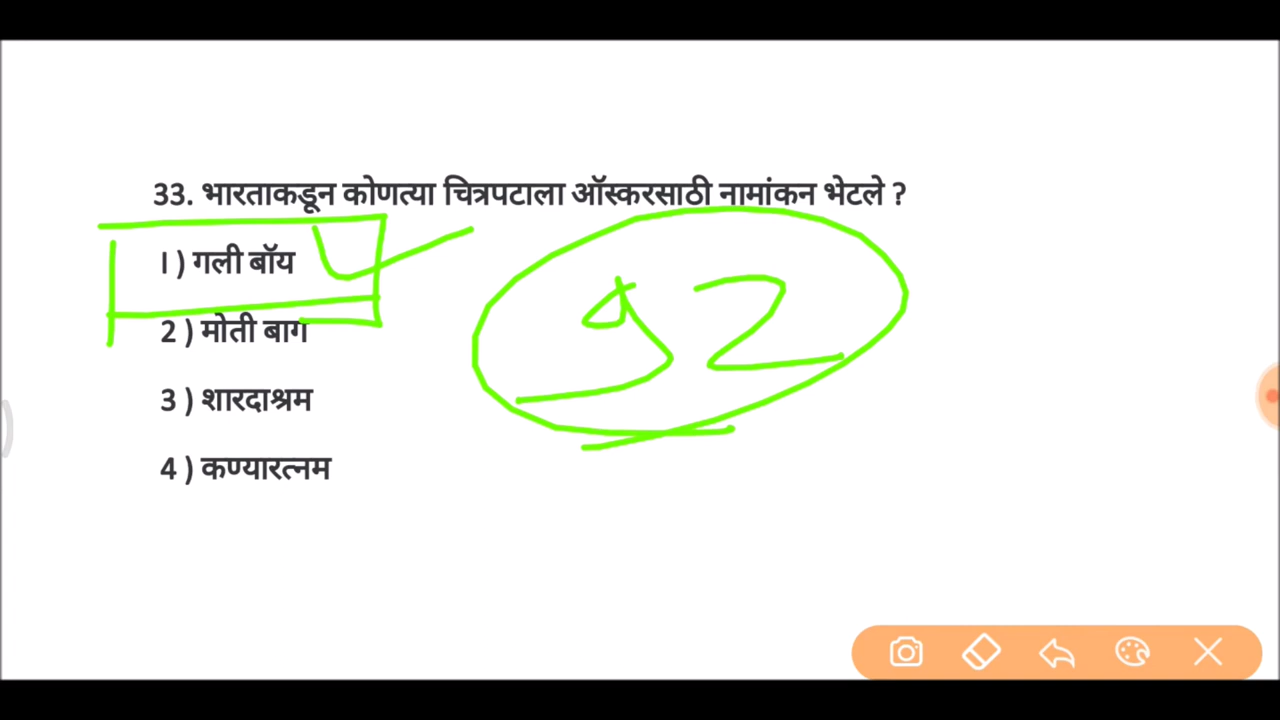 33. भारताकडून कोणत्या चित्रपटाला ऑस्करसाठी नामांकन भेटले ?
। ) गली बॉय
92
2 ) मोती बाग
3 ) शारदाश्रम
4 ) कण्यारत्नम